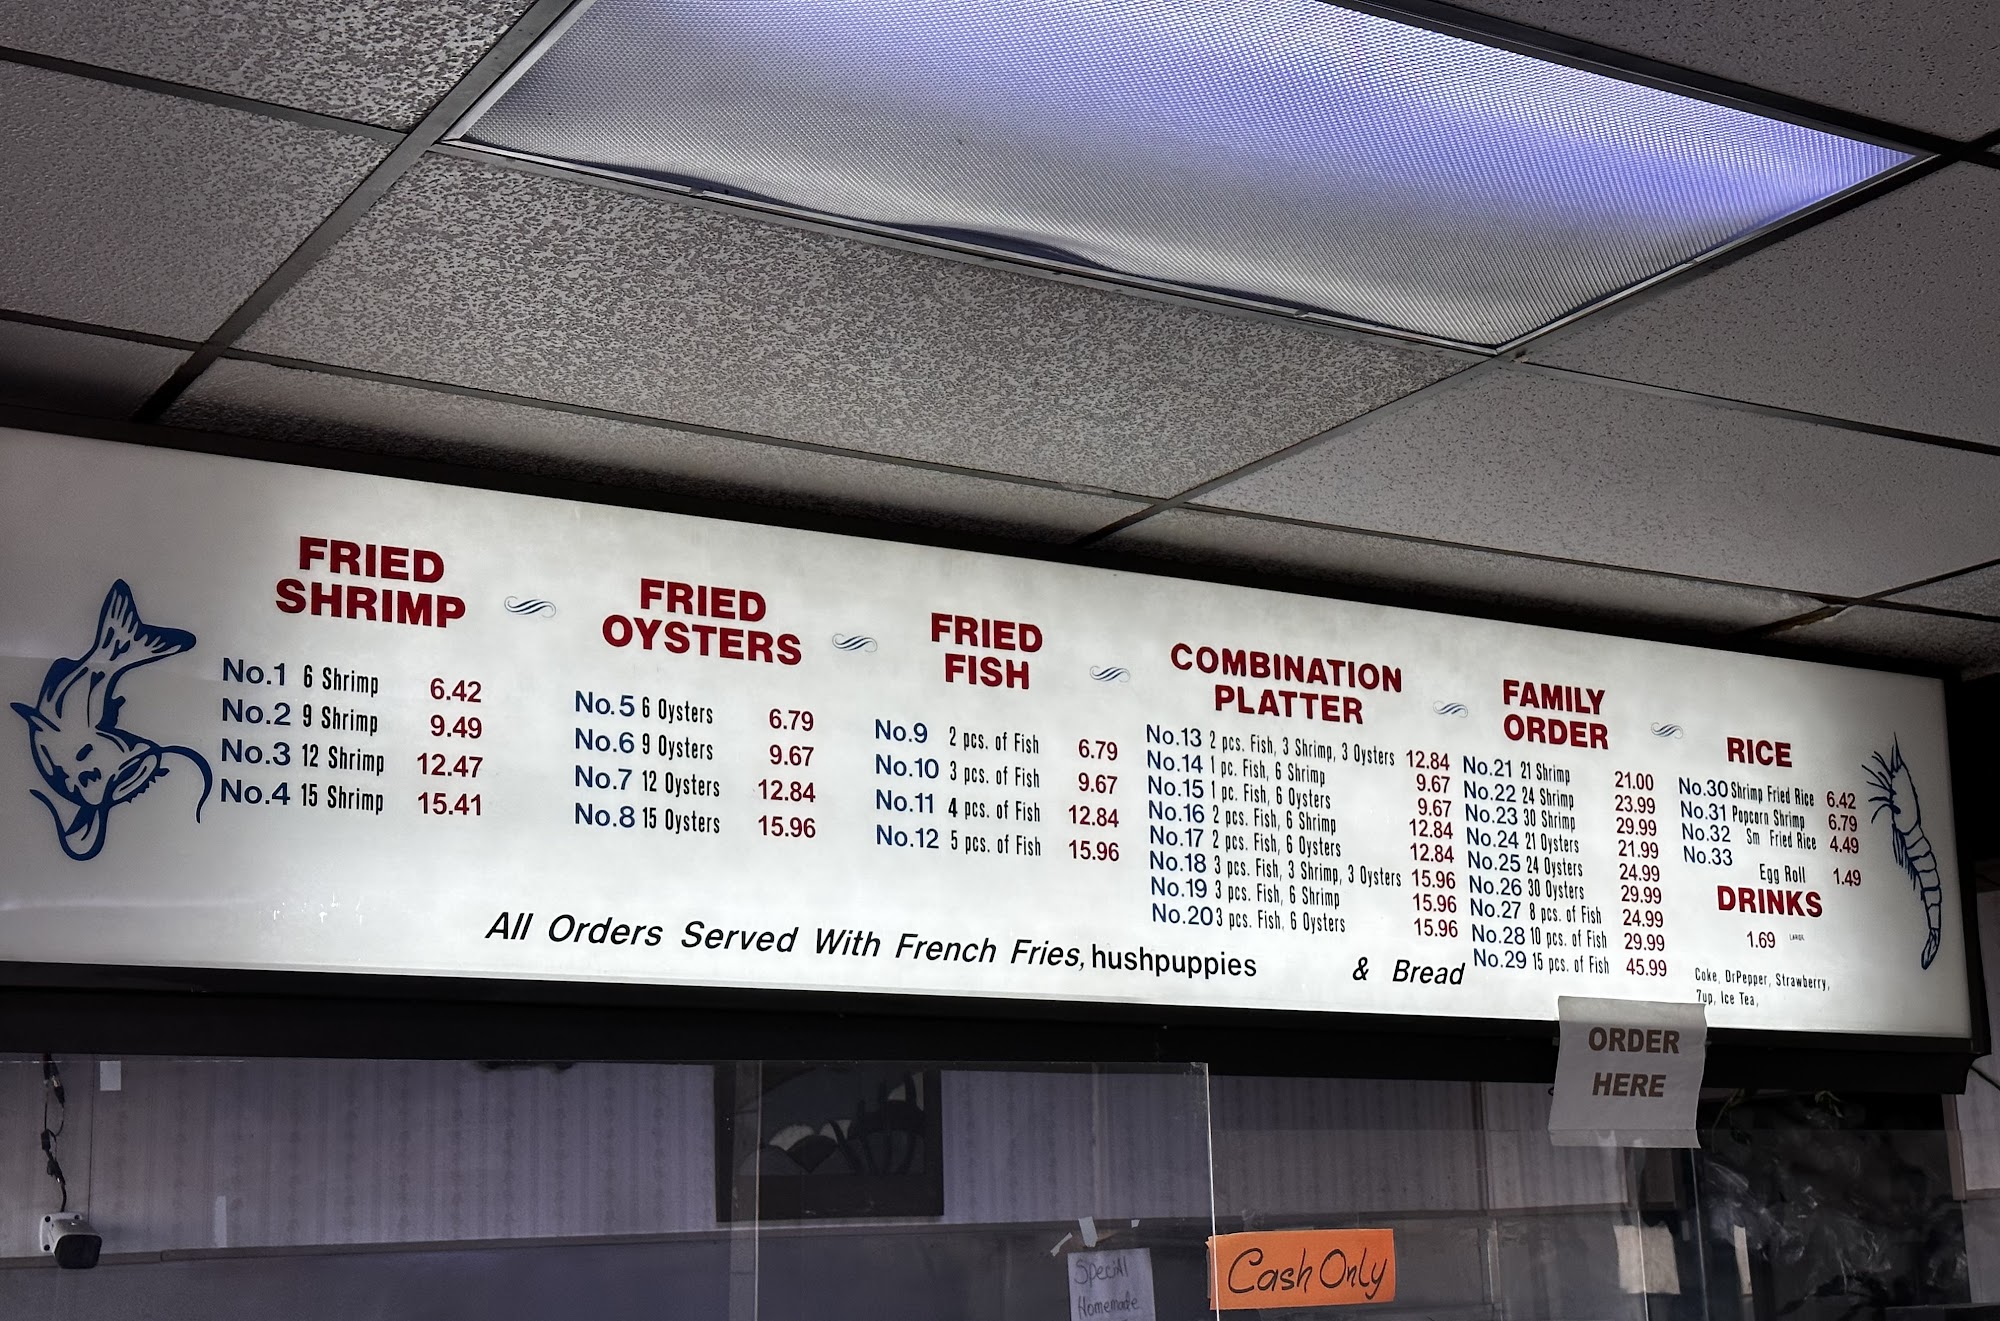 FRIED
SHRIMP
No.1 6 Shrimp 6.42
No.2 9 Shrimp 9.49
No.3 12 Shrimp 12.47
No.4 15 Shrimp 15.41
FRIED
OYSTERS
No.5 6 Oysters 6.79
No.6 9 Oysters 9.67
No.7 12 Oysters 12.84
No.8 15 Oysters 15.96
FRIED
FISH
No.9 2 pcs. of Fish 6.79
No.10 3 pcs. of Fish 9.67
No.11 4 pcs. of Fish 12.84
No.12 5 pcs. of Fish 15.96
COMBINATION
PLATTER
No.13 2 pcs. Fish, 3 Shrimp, 3 Oysters 12.84
No.14 1 pc. Fish, 6 Shrimp 9.67
No.15 1 pc. Fish, 6 Oysters 9.67
No.16 2 pcs. Fish, 6 Shrimp 12.84
No.17 2 pcs. Fish, 6 Oysters 12.84
No.18 3 pcs. Fish, 3 Shrimp, 3 Oysters 15.96
No.19 3 pcs. Fish, 6 Shrimp 15.96
No.20 3 pcs. Fish, 6 Oysters 15.96
FAMILY
ORDER
No.21 21 Shrimp 21.00
No.22 24 Shrimp 23.99
No.23 30 Shrimp 29.99
No.24 21 Oysters 21.99
No.25 24 Oysters 24.99
No.26 30 Oysters 29.99
No.27 8 pcs. of Fish 24.99
No.28 10 pcs. of Fish 29.99
No.29 15 pcs. of Fish 45.99
RICE
No.30 Shrimp Fried Rice 6.42
No.31 Popcorn Shrimp 6.79
No.32 Sm Fried Rice 4.49
No.33 Egg Roll 1.49
DRINKS
1.69 LARGE
Coke, DrPepper, Strawberry,
7up, Ice Tea,
All Orders Served With French Fries, hushpuppies & Bread
ORDER
HERE
Cash Only
Special
Homemade